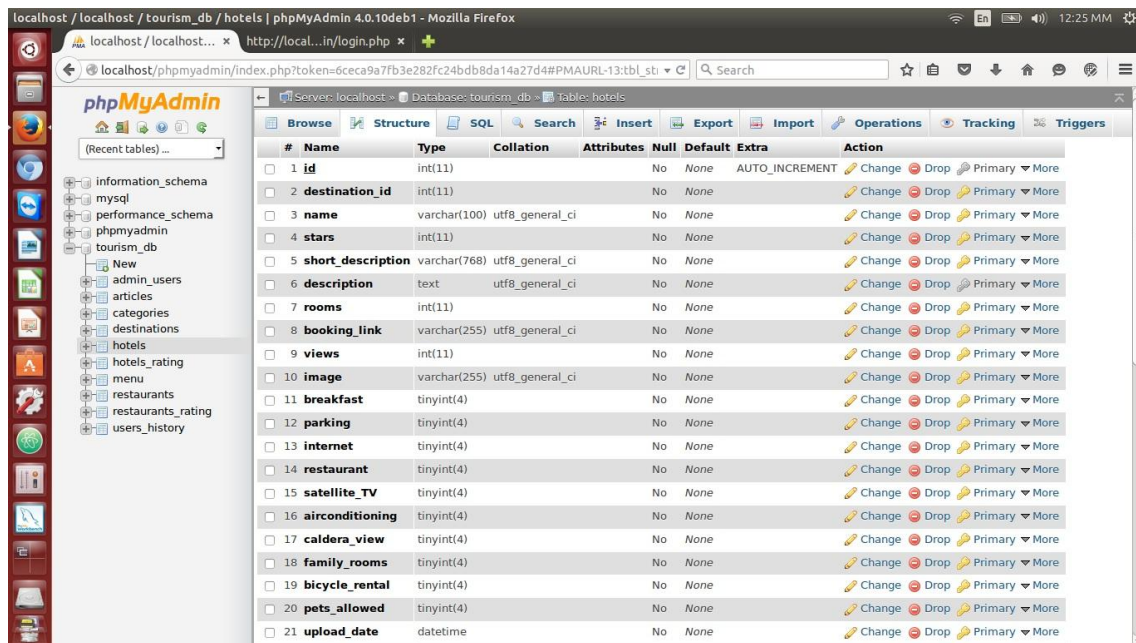 localhost / localhost / tourism_db / hotels | phpMyAdmin 4.0.10deb1 - Mozilla Firefox En 12:25 MM
localhost / localhost... × http://local...in/login.php ×
localhost/phpmyadmin/index.php?token=6ceca9a7fb3e282fc24bdb8da14a27d4#PMAURL-13:tbl_st Search
phpMyAdmin
(Recent tables) ...
information_schema
mysql
performance_schema
phpmyadmin
tourism_db
New
admin_users
articles
categories
destinations
hotels
hotels_rating
menu
restaurants
restaurants_rating
users_history
Server: localhost » Database: tourism_db » Table: hotels
Browse Structure SQL Search Insert Export Import Operations Tracking Triggers
# Name Type Collation Attributes Null Default Extra Action
1 id int(11) No None AUTO_INCREMENT Change Drop Primary More
2 destination_id int(11) No None Change Drop Primary More
3 name varchar(100) utf8_general_ci No None Change Drop Primary More
4 stars int(11) No None Change Drop Primary More
5 short_description varchar(768) utf8_general_ci No None Change Drop Primary More
6 description text utf8_general_ci No None Change Drop Primary More
7 rooms int(11) No None Change Drop Primary More
8 booking_link varchar(255) utf8_general_ci No None Change Drop Primary More
9 views int(11) No None Change Drop Primary More
10 image varchar(255) utf8_general_ci No None Change Drop Primary More
11 breakfast tinyint(4) No None Change Drop Primary More
12 parking tinyint(4) No None Change Drop Primary More
13 internet tinyint(4) No None Change Drop Primary More
14 restaurant tinyint(4) No None Change Drop Primary More
15 satellite_TV tinyint(4) No None Change Drop Primary More
16 airconditioning tinyint(4) No None Change Drop Primary More
17 caldera_view tinyint(4) No None Change Drop Primary More
18 family_rooms tinyint(4) No None Change Drop Primary More
19 bicycle_rental tinyint(4) No None Change Drop Primary More
20 pets_allowed tinyint(4) No None Change Drop Primary More
21 upload_date datetime No None Change Drop Primary More